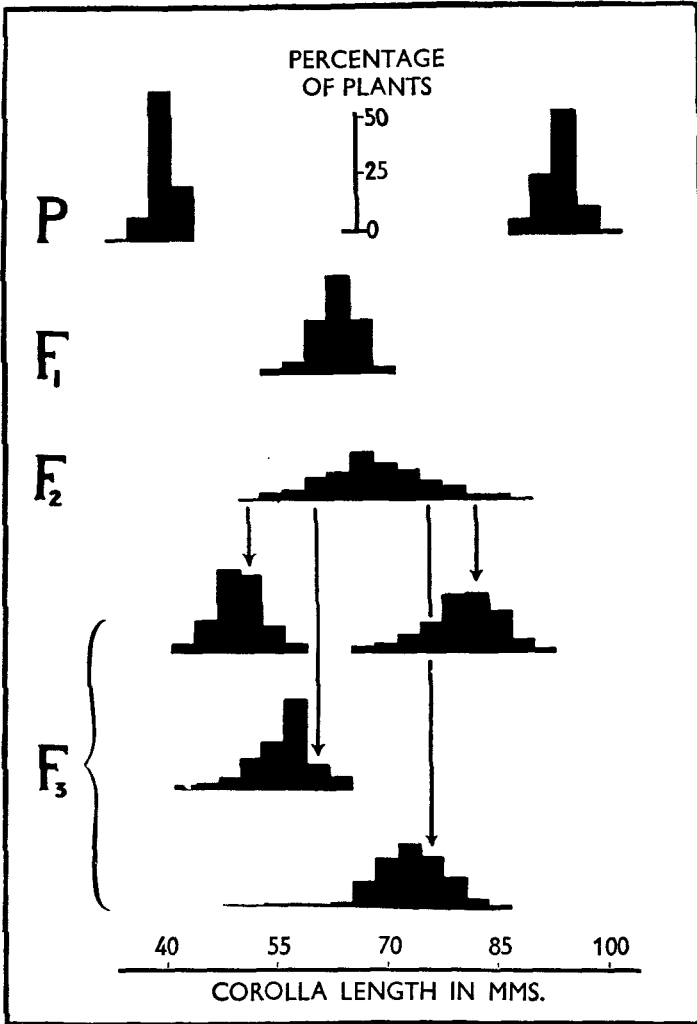 PERCENTAGE
OF PLANTS
50
25
0
P
F₁
F₂
F₃
40 55 70 85 100
COROLLA LENGTH IN MMS.